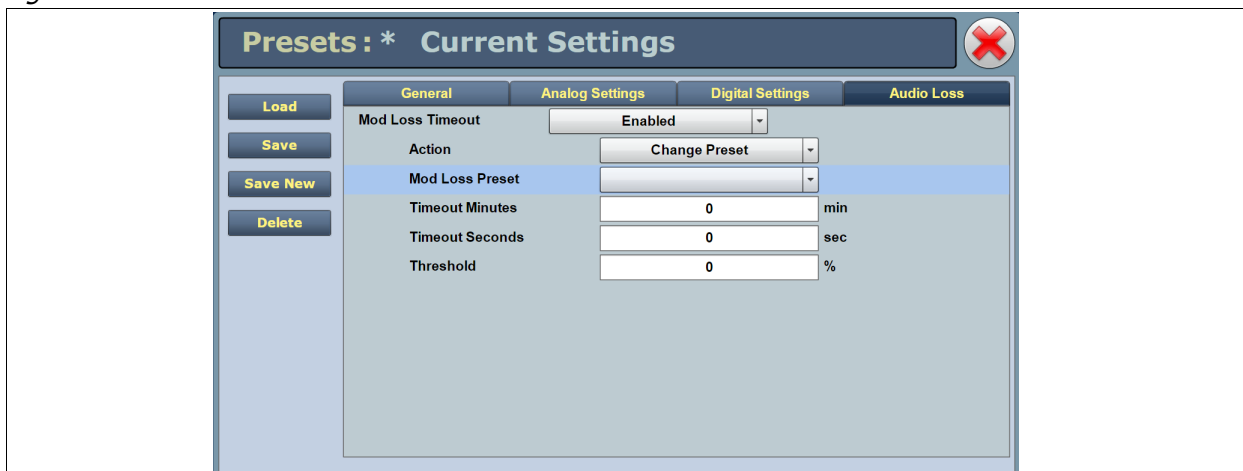 Presets:* Current Settings
Load
Save
Save New
Delete
General Analog Settings Digital Settings Audio Loss
Mod Loss Timeout Enabled
Action Change Preset
Mod Loss Preset
Timeout Minutes 0 min
Timeout Seconds 0 sec
Threshold 0 %